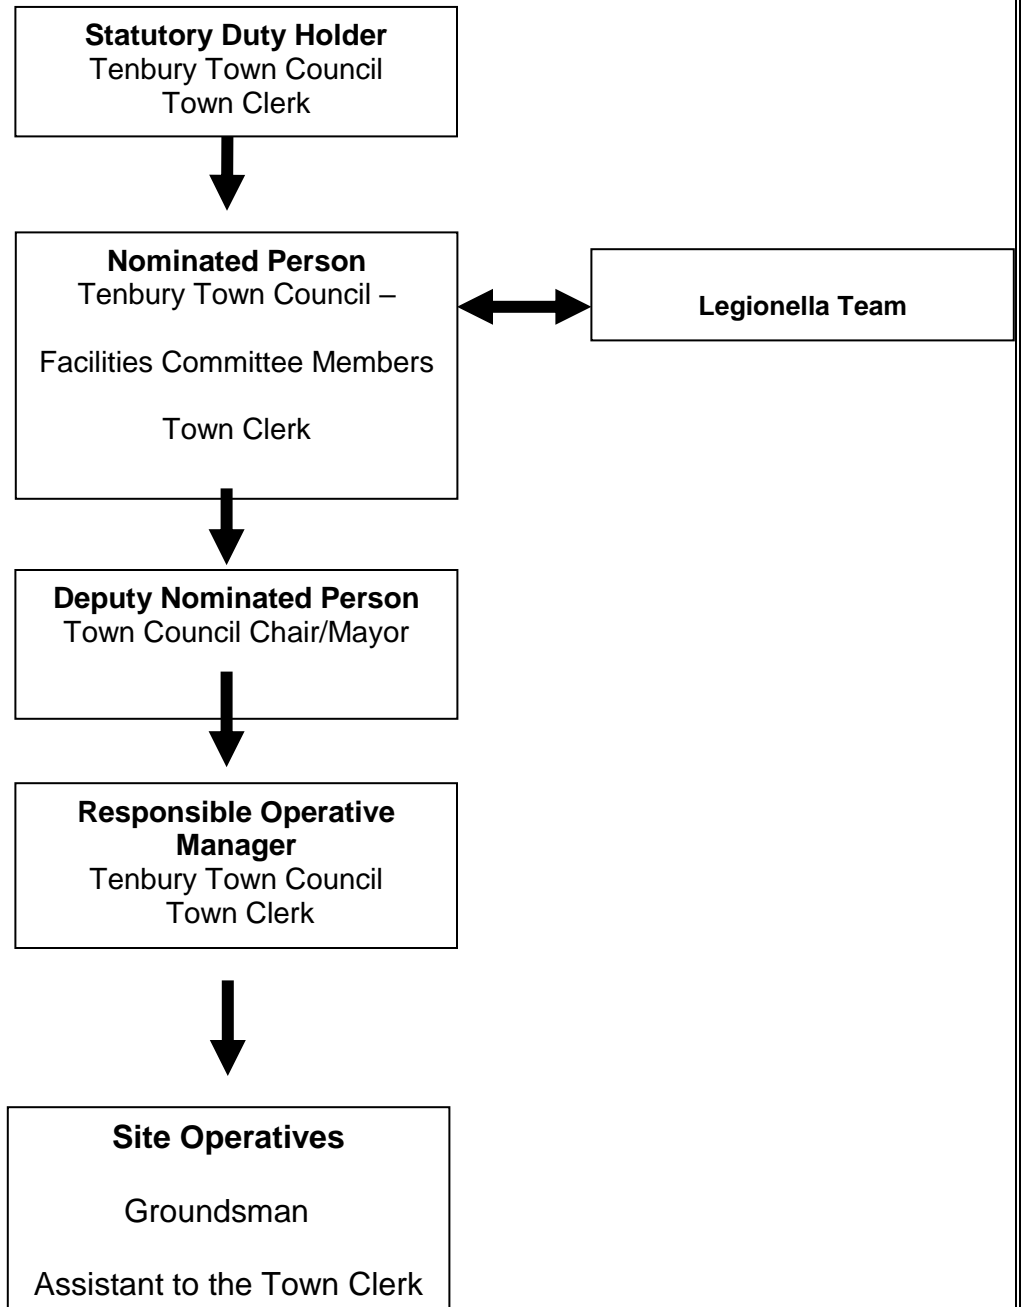 Statutory Duty Holder
Tenbury Town Council
Town Clerk
Nominated Person
Tenbury Town Council –
Facilities Committee Members
Town Clerk
Legionella Team
Deputy Nominated Person
Town Council Chair/Mayor
Responsible Operative
Manager
Tenbury Town Council
Town Clerk
Site Operatives
Groundsman
Assistant to the Town Clerk